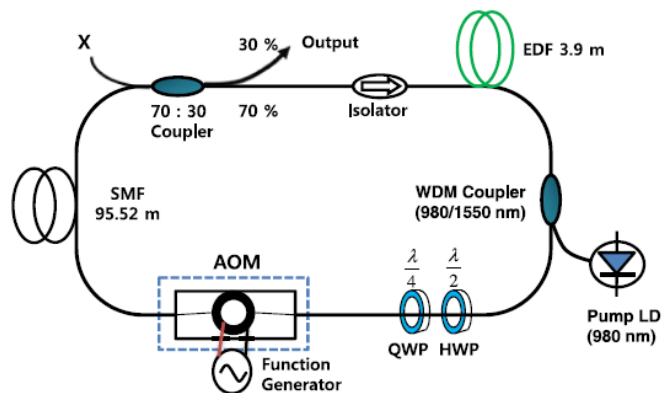 X
30 %
Output
EDF 3.9 m
70 : 30
Coupler
70 %
Isolator
SMF
95.52 m
WDM Coupler
(980/1550 nm)
AOM
λ/4
λ/2
QWP
HWP
Pump LD
(980 nm)
Function
Generator